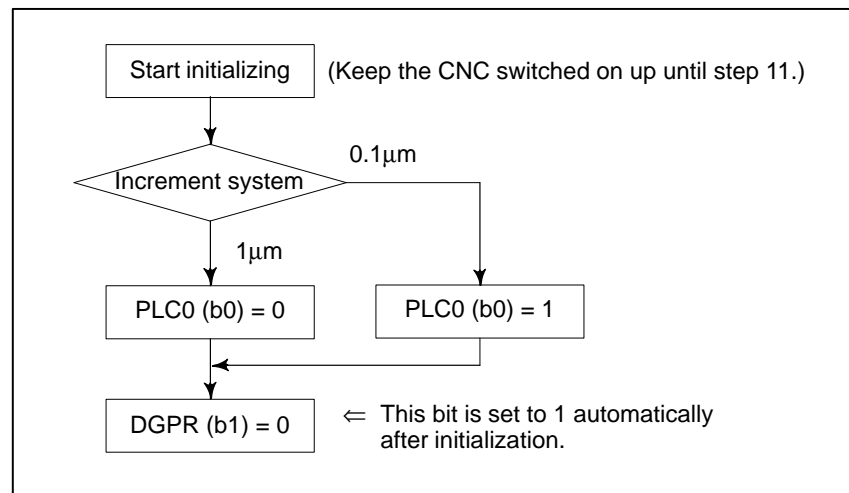 Start initializing (Keep the CNC switched on up until step 11.)
0.1μm
Increment system
1μm
PLC0 (b0) = 0 PLC0 (b0) = 1
DGPR (b1) = 0 ⇐ This bit is set to 1 automatically
after initialization.